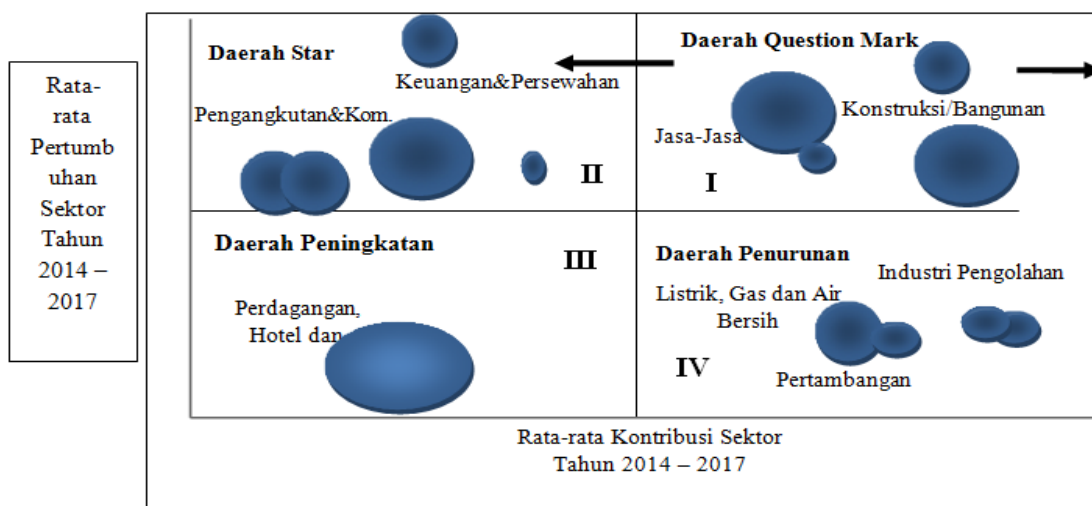 Rata-
rata
Pertumb
uhan
Sektor
Tahun
2014 –
2017
Daerah Star
Keuangan&Persewahan
Pengangkutan&Kom.
II
Daerah Question Mark
Konstruksi/Bangunan
Jasa-Jasa
I
Daerah Peningkatan
III
Perdagangan,
Hotel dan
Daerah Penurunan
Industri Pengolahan
Listrik, Gas dan Air
Bersih
IV
Pertambangan
Rata-rata Kontribusi Sektor
Tahun 2014 – 2017